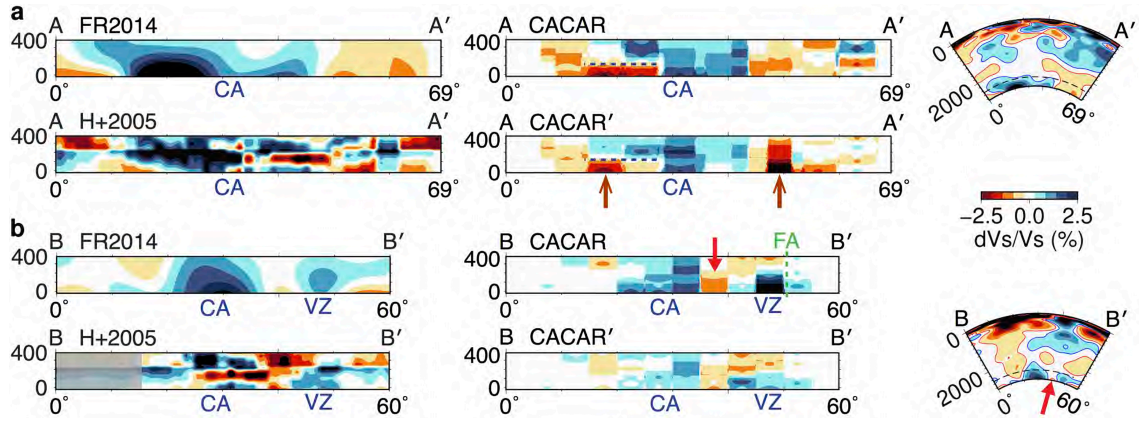 a
A FR2014 A′
400
0
CA
0° 69°
A H+2005 A′
400
0
CA
0° 69°
A CACAR A′
400
0
CA
0° 69°
A CACAR′ A′
400
0
CA
0° 69°
A A′
0
2000
0° 69°
−2.5 0.0 2.5
dVs/Vs (%)
b
B FR2014 B′
400
0
CA VZ
0° 60°
B H+2005 B′
400
0
CA VZ
0° 60°
B CACAR FA B′
400
0
CA VZ
0° 60°
B CACAR′ B′
400
0
CA VZ
0° 60°
B B′
0
2000
0° 60°